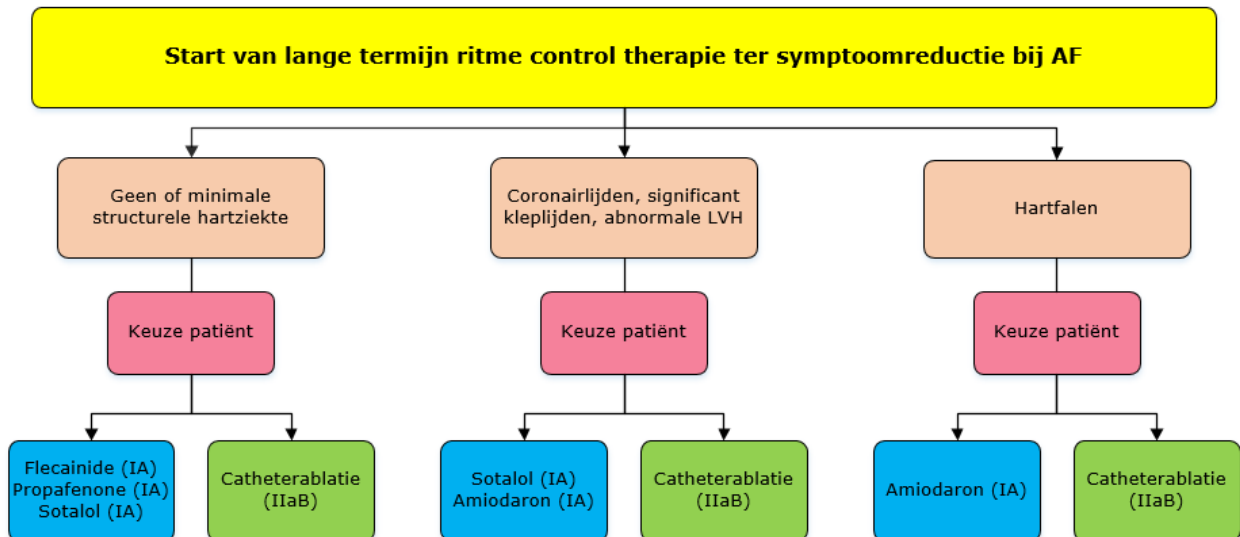 Start van lange termijn ritme control therapie ter symptoomreductie bij AF
Geen of minimale
structurele hartziekte
Coronairlijden, significant
kleplijden, abnormale LVH
Hartfalen
Keuze patiënt
Keuze patiënt
Keuze patiënt
Flecainide (IA)
Propafenone (IA)
Sotalol (IA)
Catheterablatie
(IIaB)
Sotalol (IA)
Amiodaron (IA)
Catheterablatie
(IIaB)
Amiodaron (IA)
Catheterablatie
(IIaB)